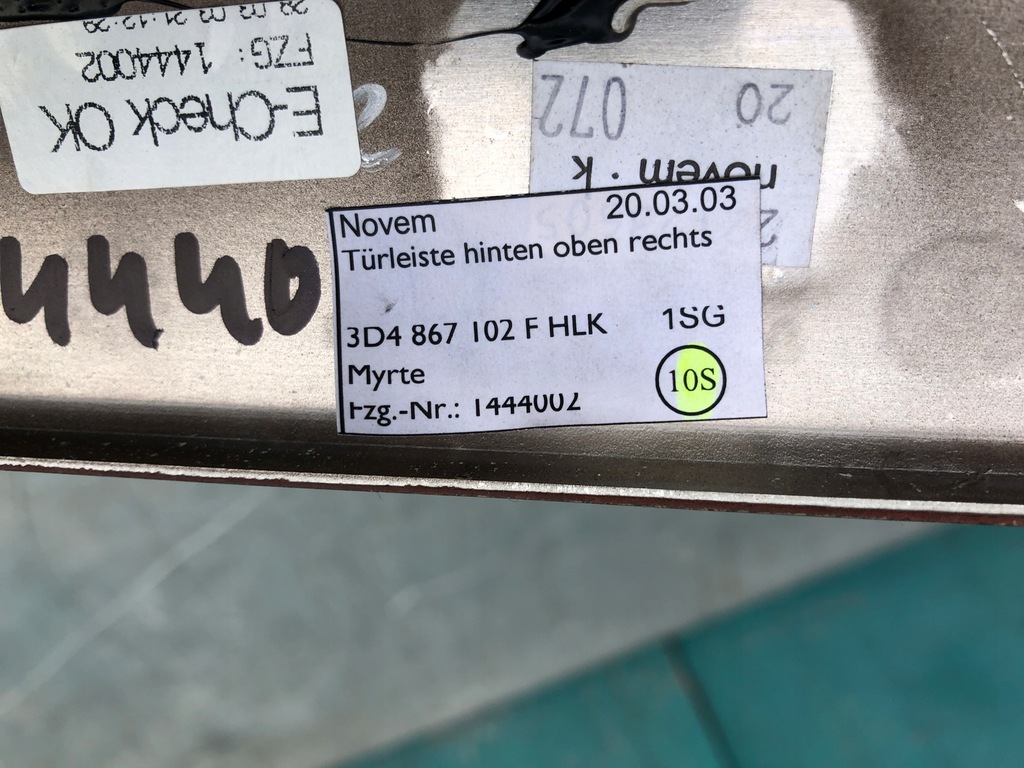 E-Check OK
FZG: 1444002
20
072
novem . k
4440
Novem 20.03.03
Türleiste hinten oben rechts
3D4 867 102 F HLK 1SG
Myrte 10S
Fzg.-Nr.: 1444002